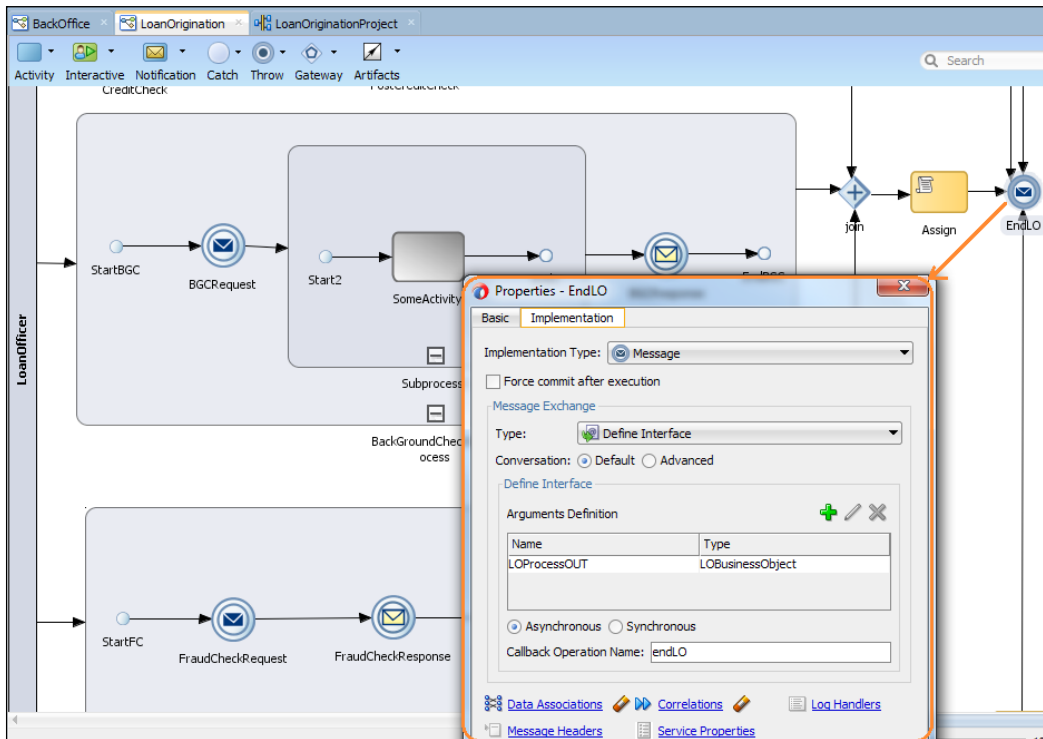 BackOffice
LoanOrigination
LoanOriginationProject
Activity Interactive Notification Catch Throw Gateway Artifacts
Search
CreditCheck
PostCreditCheck
StartBGC
BGCRequest
Start2
SomeActivity
Subprocess
BackGroundChec
ocess
join
Assign
EndLO
LoanOfficer
StartFC
FraudCheckRequest
FraudCheckResponse
Properties - EndLO
Basic Implementation
Implementation Type: Message
Force commit after execution
Message Exchange
Type: Define Interface
Conversation: Default Advanced
Define Interface
Arguments Definition
Name Type
LOProcessOUT LOBusinessObject
Asynchronous Synchronous
Callback Operation Name: endLO
Data Associations Correlations Log Handlers
Message Headers Service Properties